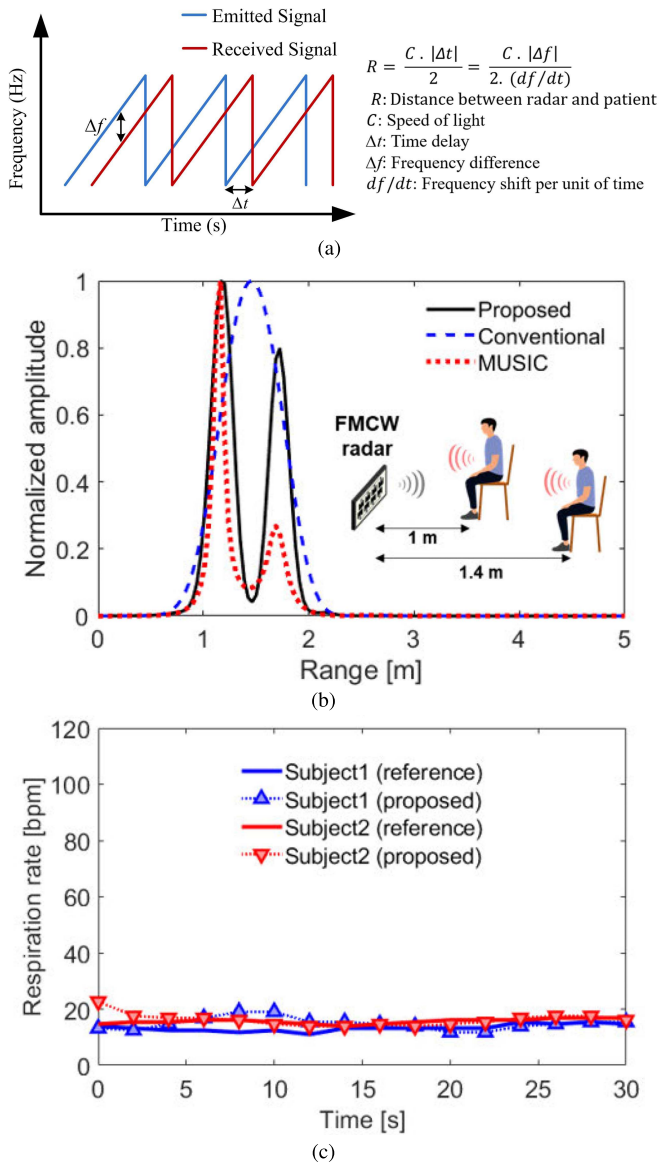 Emitted Signal
Received Signal
Frequency (Hz)
Δf
Δt
Time (s)
R = C . |Δt| / 2 = C . |Δf| / 2. (df/dt)
R: Distance between radar and patient
C: Speed of light
Δt: Time delay
Δf: Frequency difference
df/dt: Frequency shift per unit of time
(a)
Normalized amplitude
1
0.8
0.6
0.4
0.2
0
Proposed
Conventional
MUSIC
FMCW
radar
1 m
1.4 m
0 1 2 3 4 5
Range [m]
(b)
Respiration rate [bpm]
120
100
80
60
40
20
0
Subject1 (reference)
Subject1 (proposed)
Subject2 (reference)
Subject2 (proposed)
0 5 10 15 20 25 30
Time [s]
(c)